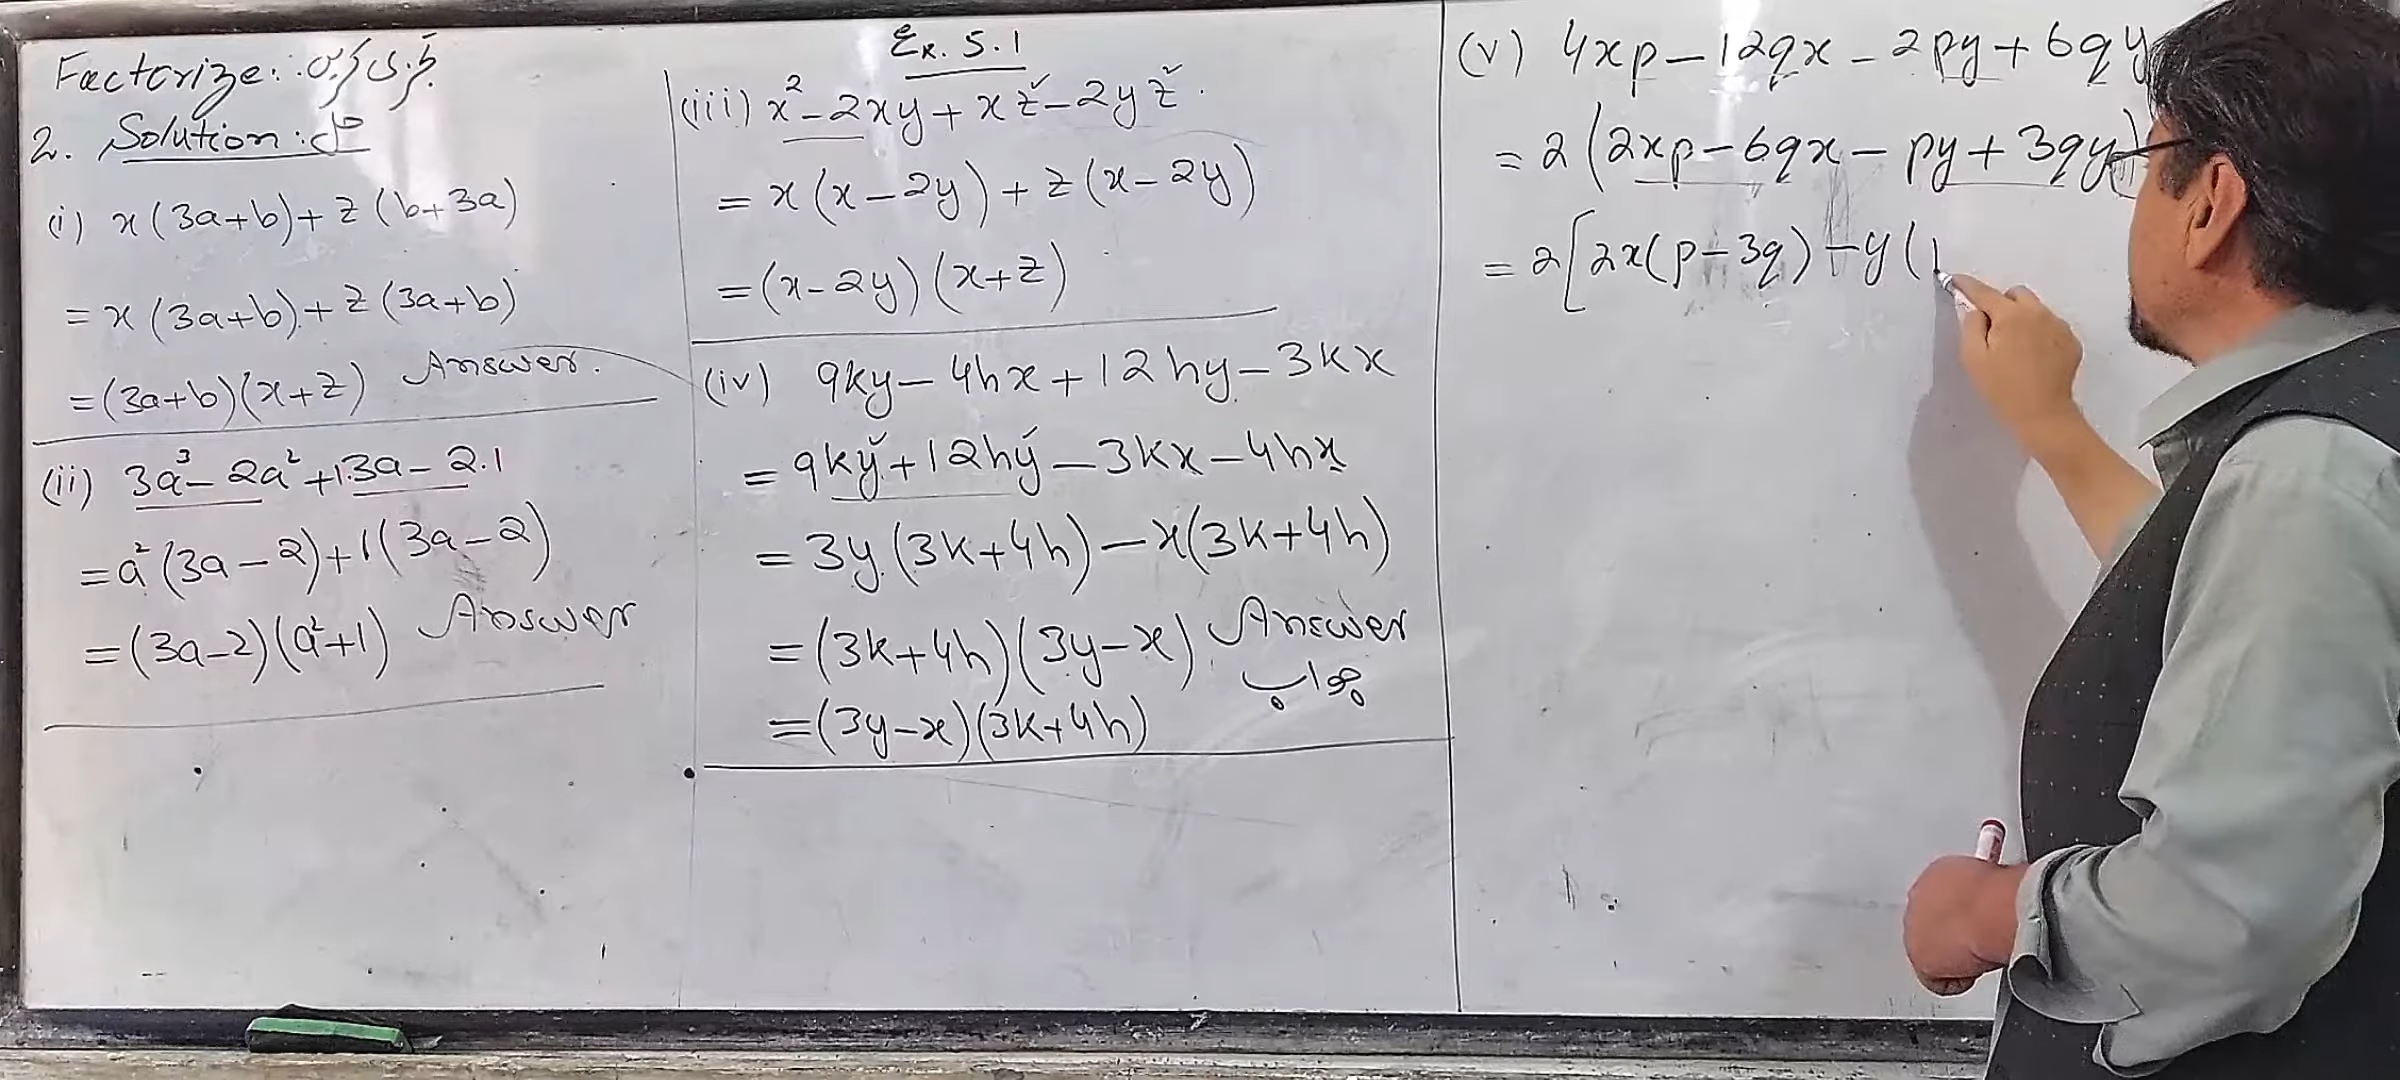 Ex. 5.1
Factorize:
2. Solution:
(i) x(3a+b)+z(b+3a)
=x(3a+b)+z(3a+b)
=(3a+b)(x+z) Answer.
(ii) 3a³-2a²+1.3a-2.1
=a²(3a-2)+1(3a-2)
=(3a-2)(a²+1) Answer
(iii) x²-2xy+xz-2yz
=x(x-2y)+z(x-2y)
=(x-2y)(x+z)
(iv) 9ky-4hx+12hy-3kx
=9ky+12hy-3kx-4hx
=3y(3k+4h)-x(3k+4h)
=(3k+4h)(3y-x) Answer
جواب
=(3y-x)(3k+4h)
(v) 4xp-12qx-2py+6qy
=2(2xp-6qx-py+3qy)
=2[2x(p-3q)-y(